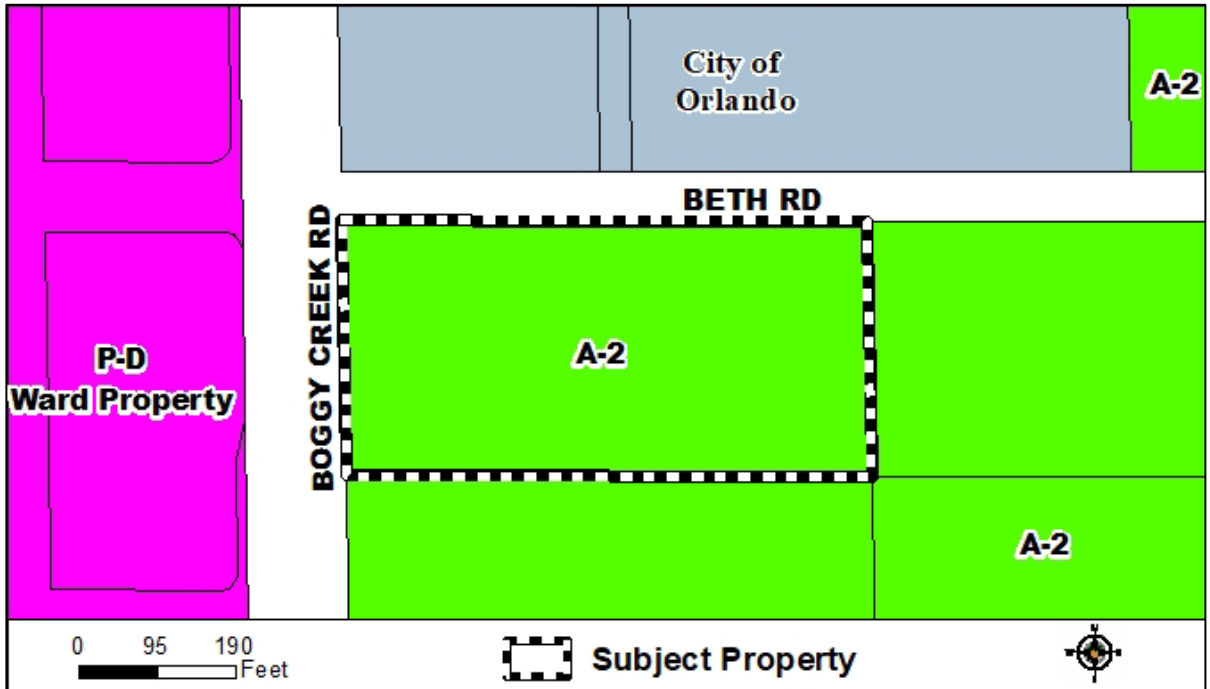 City of
Orlando
A-2
BETH RD
BOGGY CREEK RD
P-D
Ward Property
A-2
A-2
0 95 190
Feet
Subject Property
N